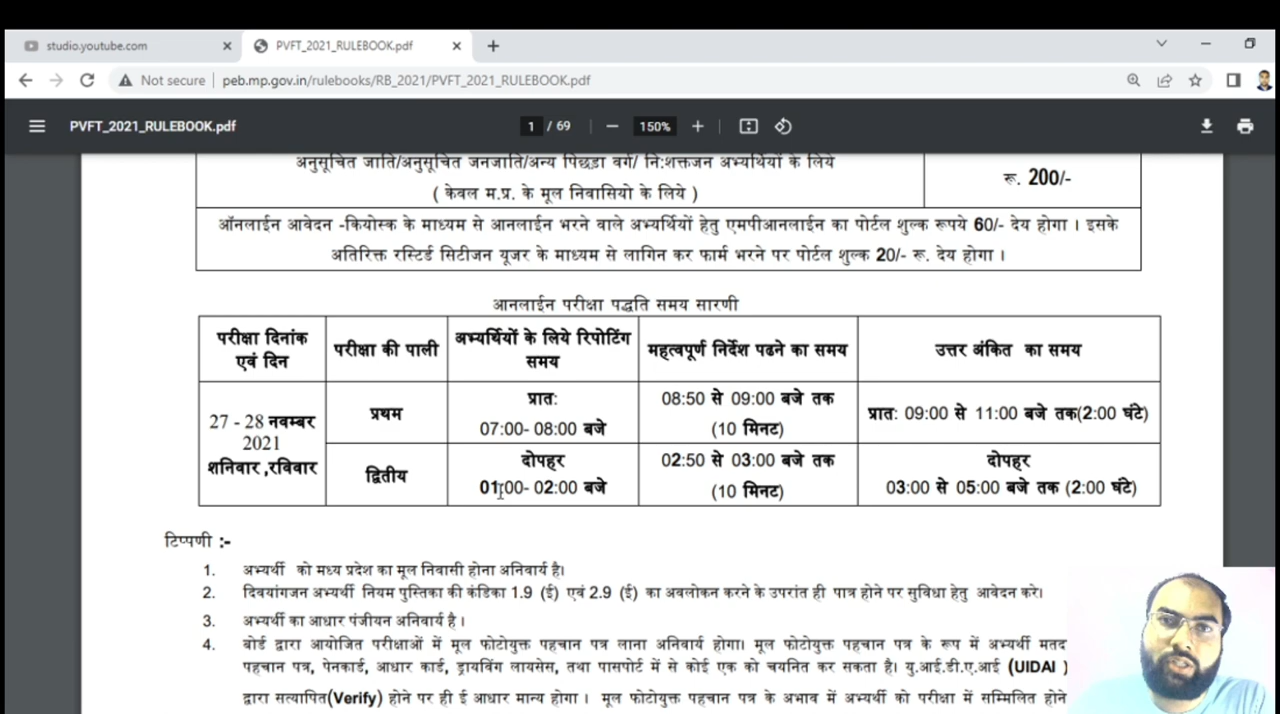 studio.youtube.com
PVFT_2021_RULEBOOK.pdf
Not secure
peb.mp.gov.in/rulebooks/RB_2021/PVFT_2021_RULEBOOK.pdf
PVFT_2021_RULEBOOK.pdf
1 / 69
150%
अनुसूचित जाति/अनुसूचित जनजाति/अन्य पिछड़ा वर्ग/ नि:शक्तजन अभ्यर्थियों के लिये
( केवल म.प्र. के मूल निवासियो के लिये )
रू. 200/-
ऑनलाईन आवेदन -कियोस्क के माध्यम से आनलाईन भरने वाले अभ्यर्थियों हेतु एमपीआनलाईन का पोर्टल शुल्क रूपये 60/- देय होगा । इसके
अतिरिक्त रस्टिर्ड सिटीजन यूजर के माध्यम से लागिन कर फार्म भरने पर पोर्टल शुल्क 20/- रू. देय होगा ।
आनलाईन परीक्षा पद्धति समय सारणी
परीक्षा दिनांक
एवं दिन
परीक्षा की पाली
अभ्यर्थियों के लिये रिपोटिंग
समय
महत्वपूर्ण निर्देश पढने का समय
उत्तर अंकित का समय
27 - 28 नवम्बर
2021
शनिवार ,रविवार
प्रथम
प्रात:
07:00- 08:00 बजे
08:50 से 09:00 बजे तक
(10 मिनट)
प्रात: 09:00 से 11:00 बजे तक(2:00 घंटे)
द्वितीय
दोपहर
01:00- 02:00 बजे
02:50 से 03:00 बजे तक
(10 मिनट)
दोपहर
03:00 से 05:00 बजे तक (2:00 घंटे)
टिप्पणी :-
1. अभ्यर्थी को मध्य प्रदेश का मूल निवासी होना अनिवार्य है।
2. दिवयांगजन अभ्यर्थी नियम पुस्तिका की कंडिका 1.9 (ई) एवं 2.9 (ई) का अवलोकन करने के उपरांत ही पात्र होने पर सुविधा हेतु आवेदन करे।
3. अभ्यर्थी का आधार पंजीयन अनिवार्य है ।
4. बोर्ड द्वारा आयोजित परीक्षाओं में मूल फोटोयुक्त पहचान पत्र लाना अनिवार्य होगा। मूल फोटोयुक्त पहचान पत्र के रूप में अभ्यर्थी मतद
पहचान पत्र, पेनकार्ड, आधार कार्ड, ड्रायविंग लायसेस, तथा पासपोर्ट में से कोई एक को चयनित कर सकता है। यु.आई.डी.ए.आई (UIDAI )
द्वारा सत्यापित(Verify) होने पर ही ई आधार मान्य होगा । मूल फोटोयुक्त पहचान पत्र के अभाव में अभ्यर्थी को परीक्षा में सम्मिलित होने